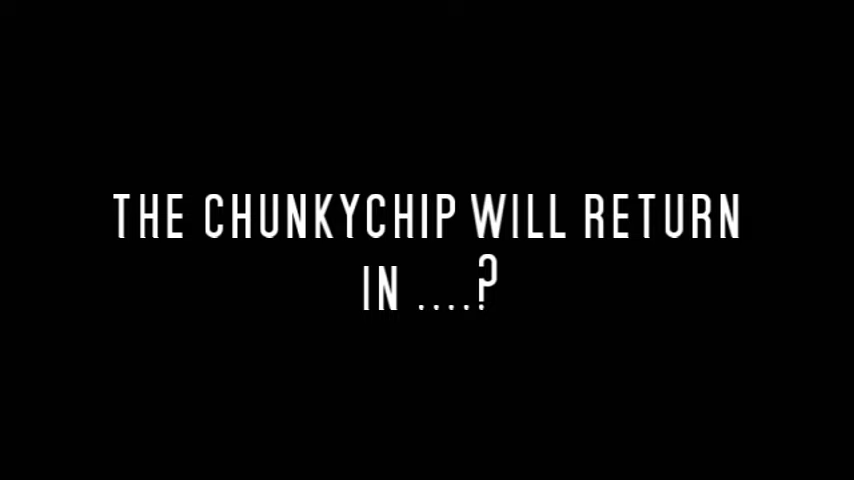 THE CHUNKYCHIP WILL RETURN
IN ....?